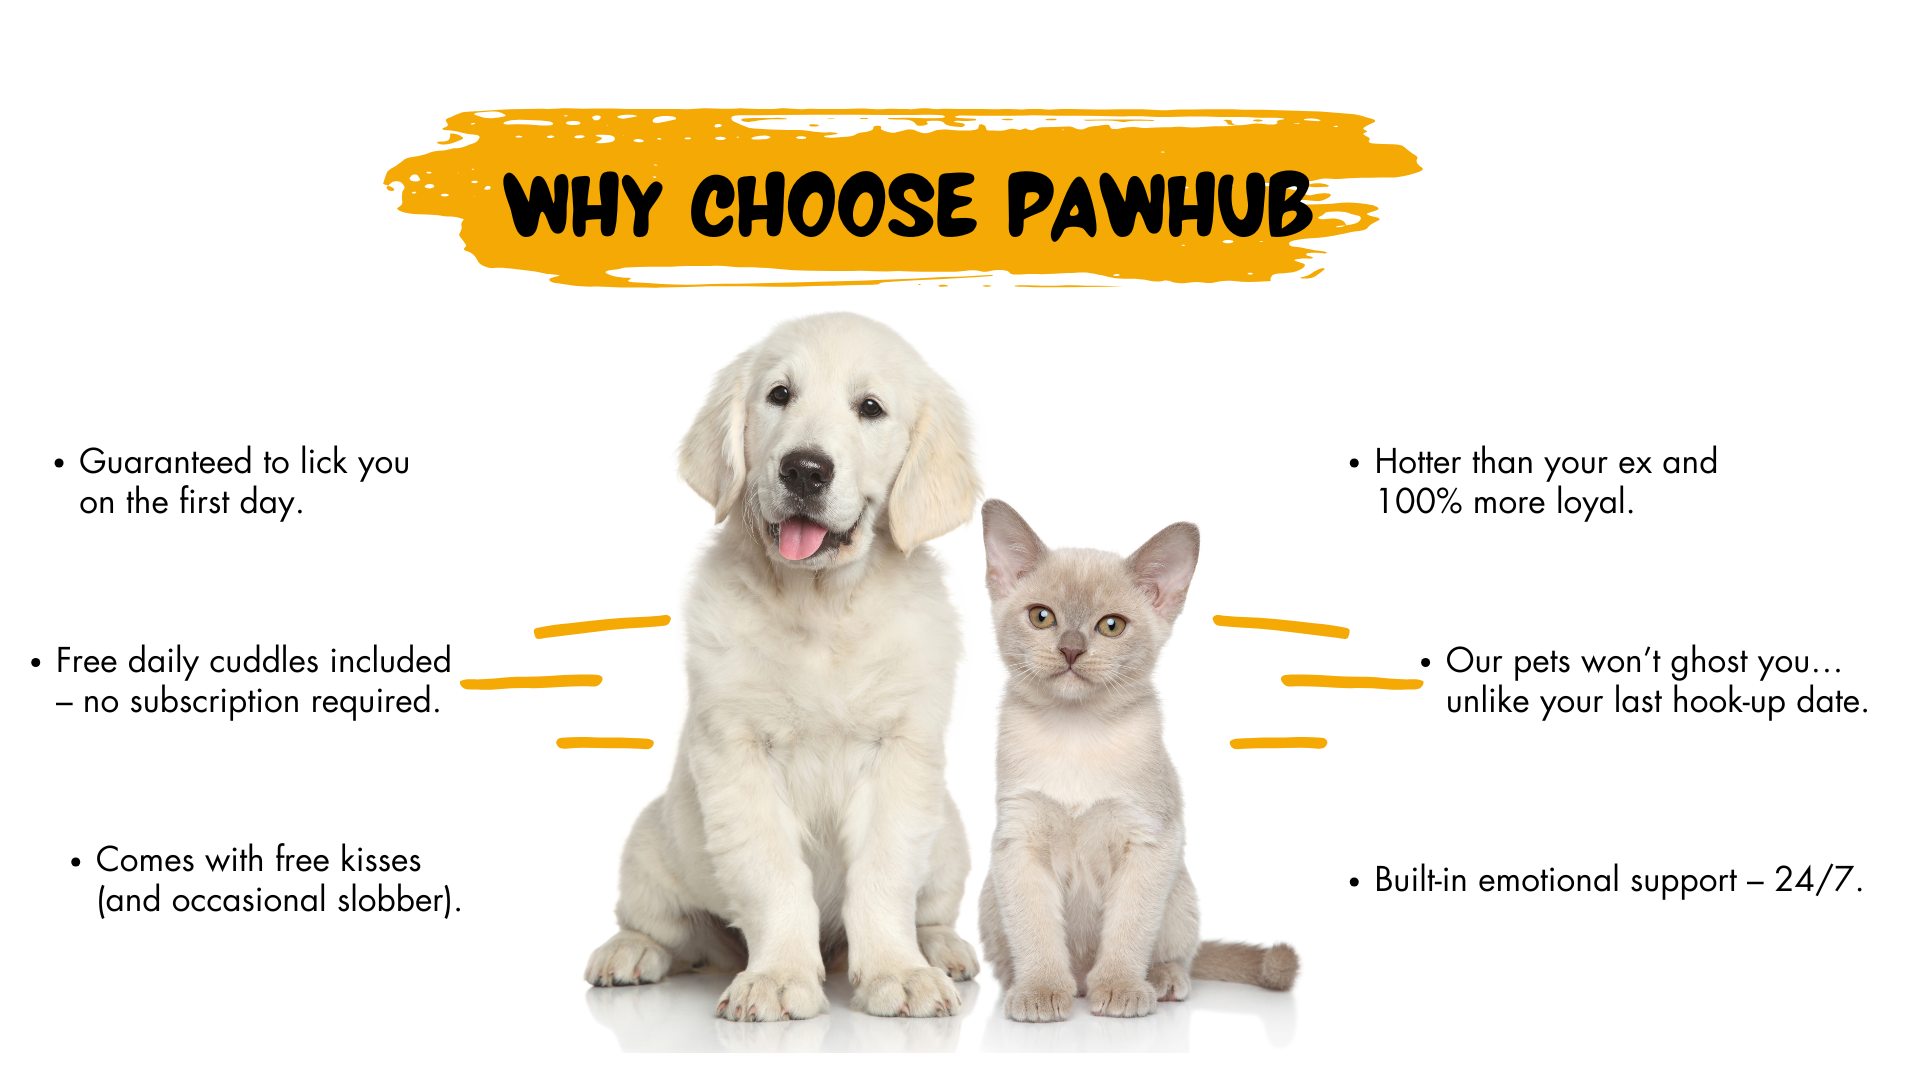 WHY CHOOSE PAWHUB
• Guaranteed to lick you
on the first day.
• Free daily cuddles included
– no subscription required.
• Comes with free kisses
(and occasional slobber).
• Hotter than your ex and
100% more loyal.
• Our pets won’t ghost you...
unlike your last hook-up date.
• Built-in emotional support – 24/7.